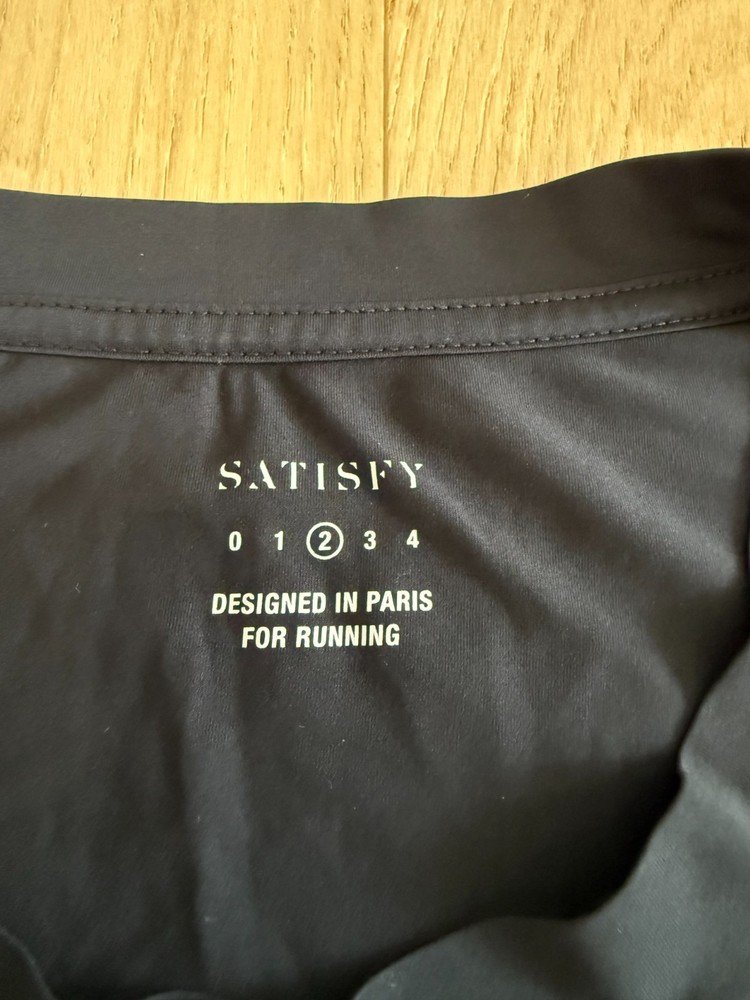 SATISFY
0 1 2 3 4
DESIGNED IN PARIS
FOR RUNNING